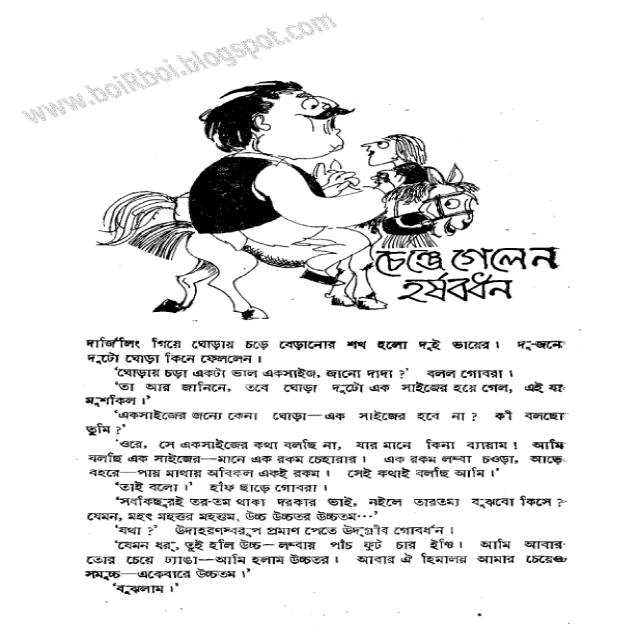 www.boiRboi.blogspot.com
চেঞ্জে গেলেন
হর্ষবর্ধন
দার্জিলিং গিয়ে ঘোড়ায় চড়ে বেড়ানোর শখ হলো দুই ভায়ের। দু-জনে
দুটো ঘোড়া কিনে ফেললেন।
'ঘোড়ায় চড়া একটা ভাল একসাইজ, জানো দাদা?' বলল গোবরা।
'তা আর জানিনে, তবে ঘোড়া দুটো এক সাইজের হয়ে গেল, এই যা
মুশকিল।'
'একসাইজের জন্যে কেনা ঘোড়া—এক সাইজের হবে না? কী বলছো
তুমি?'
'ওরে, সে একসাইজের কথা বলছি না, যার মানে কিনা ব্যায়াম! আমি
বলছি এক সাইজের—মানে এক রকম চেহারার। এক রকম লম্বা চওড়া, আড়ে
বহরে—পায় মাথায় অবিকল একই রকম। সেই কথাই বলছি আমি।'
'তাই বলো।' হাঁফ ছাড়ে গোবরা।
'সবকিছুরই তর-তম থাকা দরকার ভাই, নইলে তারতম্য বুঝবো কিসে?
যেমন, মহৎ মহত্তর মহত্তম, উচ্চ উচ্চতর উচ্চতম…'
'যথা?' উদাহরণস্বরূপ প্রমাণ পেতে উদ্‌গ্রীব গোবর্ধন।
'যেমন ধর, তুই হলি উচ্চ—লম্বায় পাঁচ ফুট চার ইঞ্চি। আমি আবার
তোর চেয়ে ঢ্যাঙা—আমি হলাম উচ্চতর। আবার ঐ হিমালয় আমার চেয়েও
সমুচ্চ—একেবারে উচ্চতম।'
'বুঝলাম।'